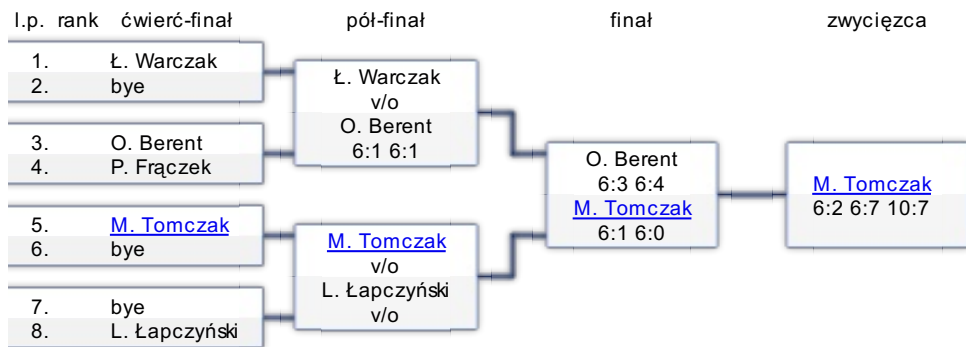 l.p. rank ćwierć-finał pół-finał finał zwycięzca
1. Ł. Warczak
2. bye
3. O. Berent
4. P. Frączek
5. M. Tomczak
6. bye
7. bye
8. L. Łapczyński
Ł. Warczak
v/o
O. Berent
6:1 6:1
M. Tomczak
v/o
L. Łapczyński
v/o
O. Berent
6:3 6:4
M. Tomczak
6:1 6:0
M. Tomczak
6:2 6:7 10:7